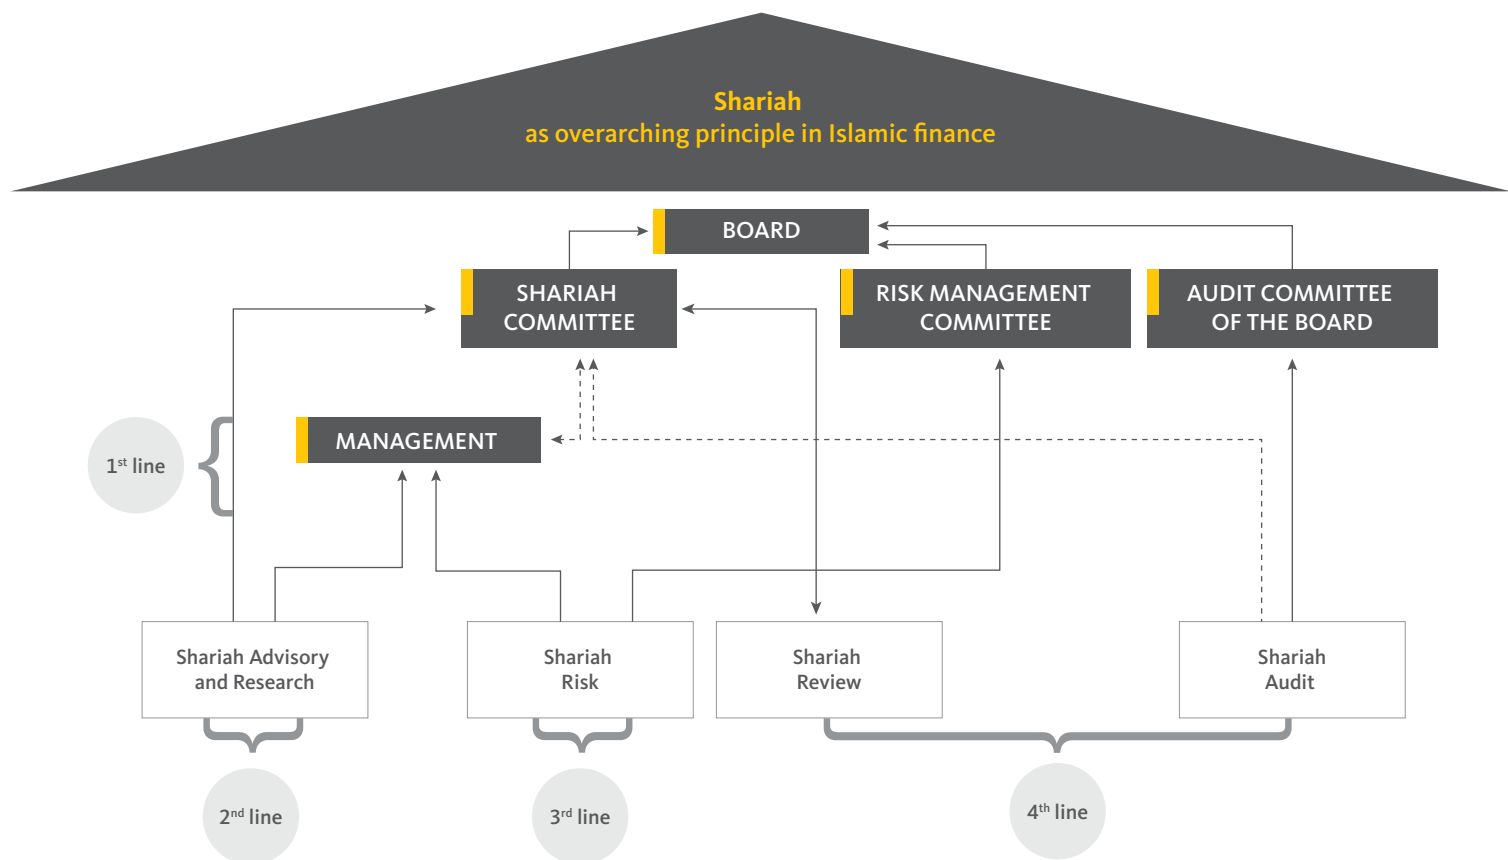 Shariah
as overarching principle in Islamic finance
BOARD
SHARIAH
COMMITTEE
RISK MANAGEMENT
COMMITTEE
AUDIT COMMITTEE
OF THE BOARD
MANAGEMENT
1st line
Shariah Advisory
and Research
Shariah
Risk
Shariah
Review
Shariah
Audit
2nd line
3rd line
4th line